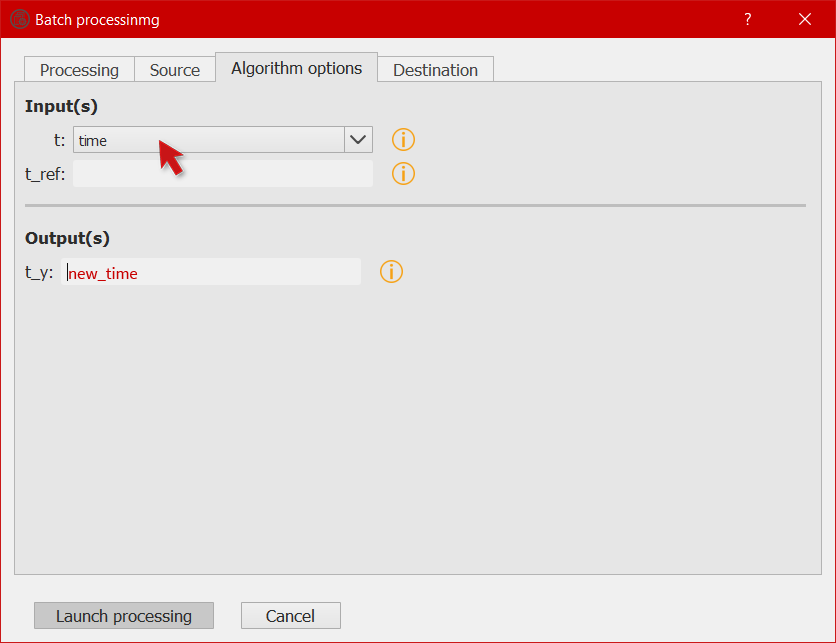 Batch processinmg ?
Processing Source Algorithm options Destination
Input(s)
t: time
t_ref:
Output(s)
t_y: new_time
Launch processing Cancel